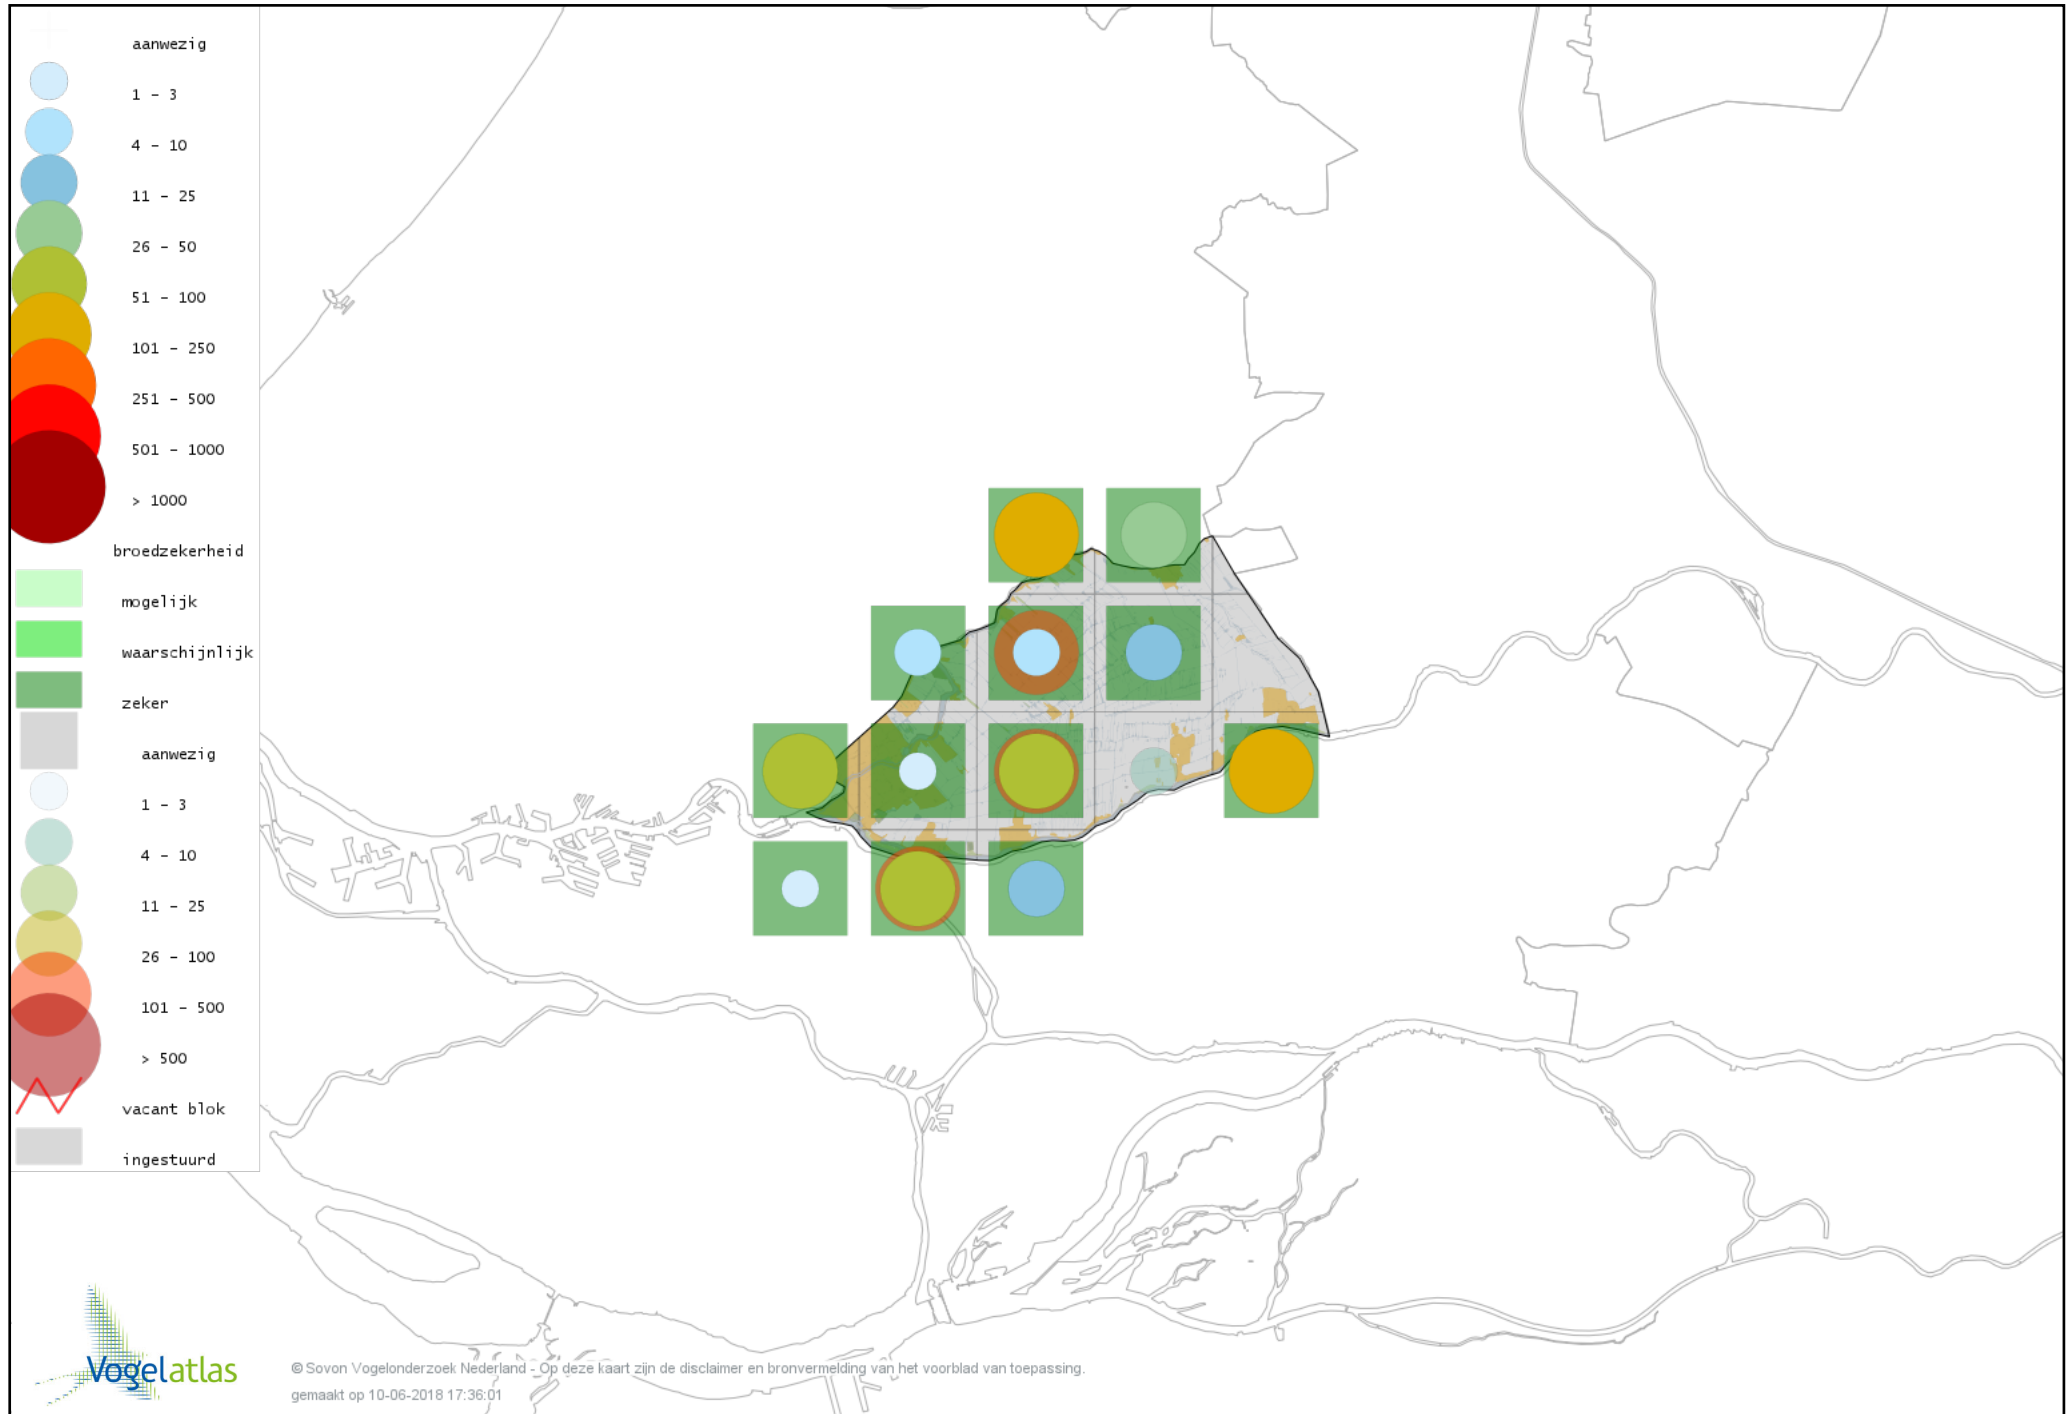 aanwezig
1 - 3
4 - 10
11 - 25
26 - 50
51 - 100
101 - 250
251 - 500
501 - 1000
> 1000
broedzekerheid
mogelijk
waarschijnlijk
zeker
aanwezig
1 - 3
4 - 10
11 - 25
26 - 100
101 - 500
> 500
vacant blok
ingestuurd
Vogelatlas
© Sovon Vogelonderzoek Nederland - Op deze kaart zijn de disclaimer en bronvermelding van het voorblad van toepassing.
gemaakt op 10-06-2018 17:36:01